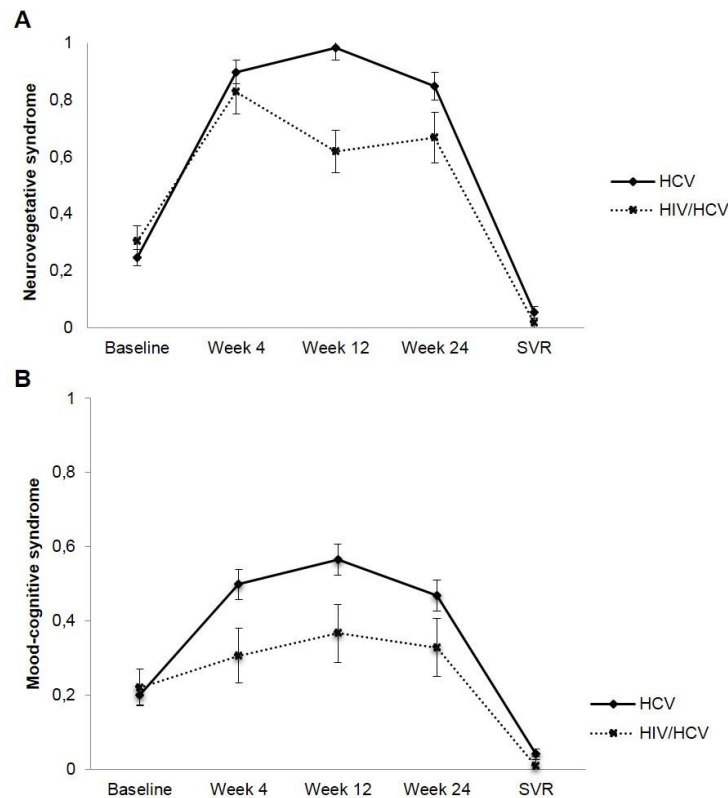 A
Neurovegetative syndrome
1
0,8
0,6
0,4
0,2
0
Baseline Week 4 Week 12 Week 24 SVR
HCV
HIV/HCV
B
Mood-cognitive syndrome
1
0,8
0,6
0,4
0,2
0
Baseline Week 4 Week 12 Week 24 SVR
HCV
HIV/HCV